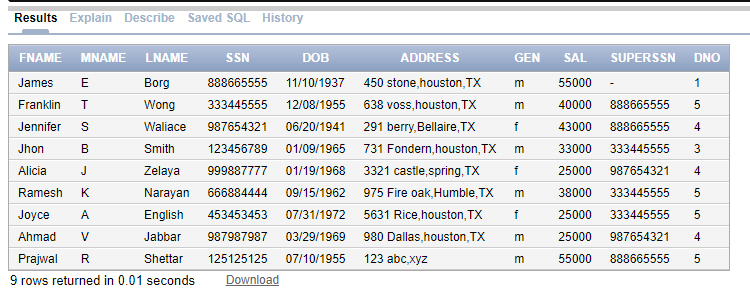 Results Explain Describe Saved SQL History
FNAME MNAME LNAME SSN DOB ADDRESS GEN SAL SUPERSSN DNO
James E Borg 888665555 11/10/1937 450 stone,houston,TX m 55000 - 1
Franklin T Wong 333445555 12/08/1955 638 voss,houston,TX m 40000 888665555 5
Jennifer S Waliace 987654321 06/20/1941 291 berry,Bellaire,TX f 43000 888665555 4
Jhon B Smith 123456789 01/09/1965 731 Fondern,houston,TX m 33000 333445555 3
Alicia J Zelaya 999887777 01/19/1968 3321 castle,spring,TX f 25000 987654321 4
Ramesh K Narayan 666884444 09/15/1962 975 Fire oak,Humble,TX m 38000 333445555 5
Joyce A English 453453453 07/31/1972 5631 Rice,houston,TX f 25000 333445555 5
Ahmad V Jabbar 987987987 03/29/1969 980 Dallas,houston,TX m 25000 987654321 4
Prajwal R Shettar 125125125 07/10/1955 123 abc,xyz m 55000 888665555 5
9 rows returned in 0.01 seconds Download